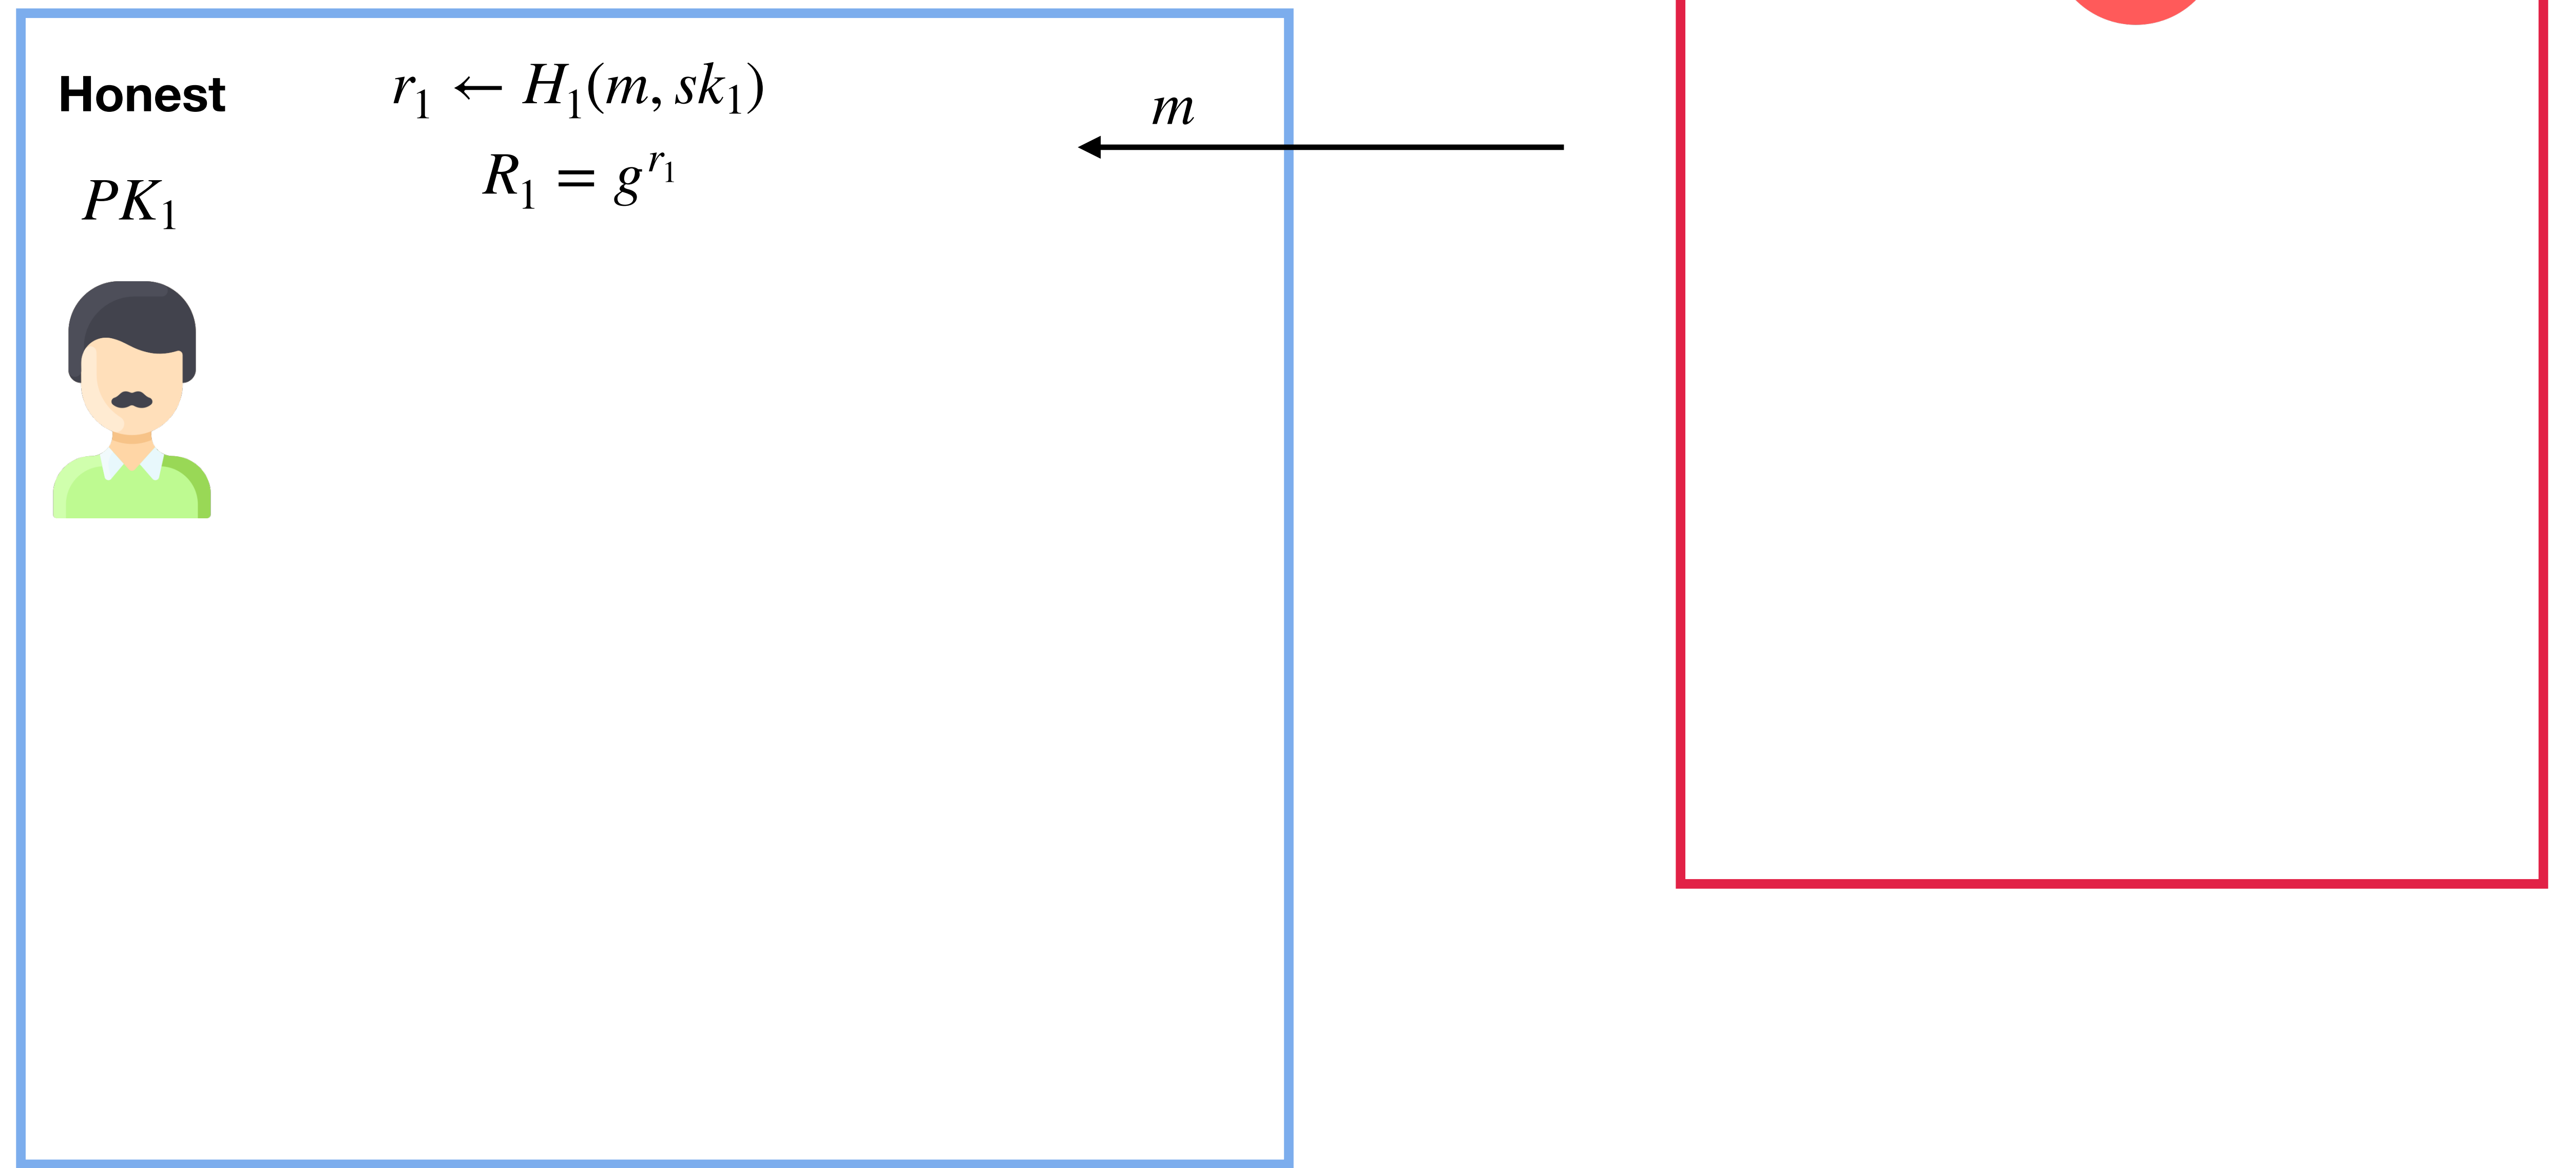 Honest
r₁ ← H₁(m, sk₁)
m
R₁ = g^{r₁}
PK₁